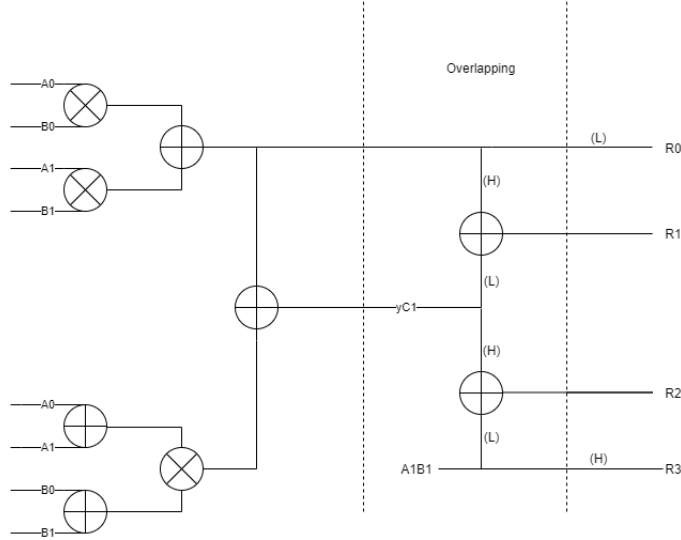 Overlapping
A0
B0
A1
B1
(L)
R0
(H)
R1
(L)
yC1
(H)
R2
(L)
A0
A1
B0
B1
A1B1
(H)
R3